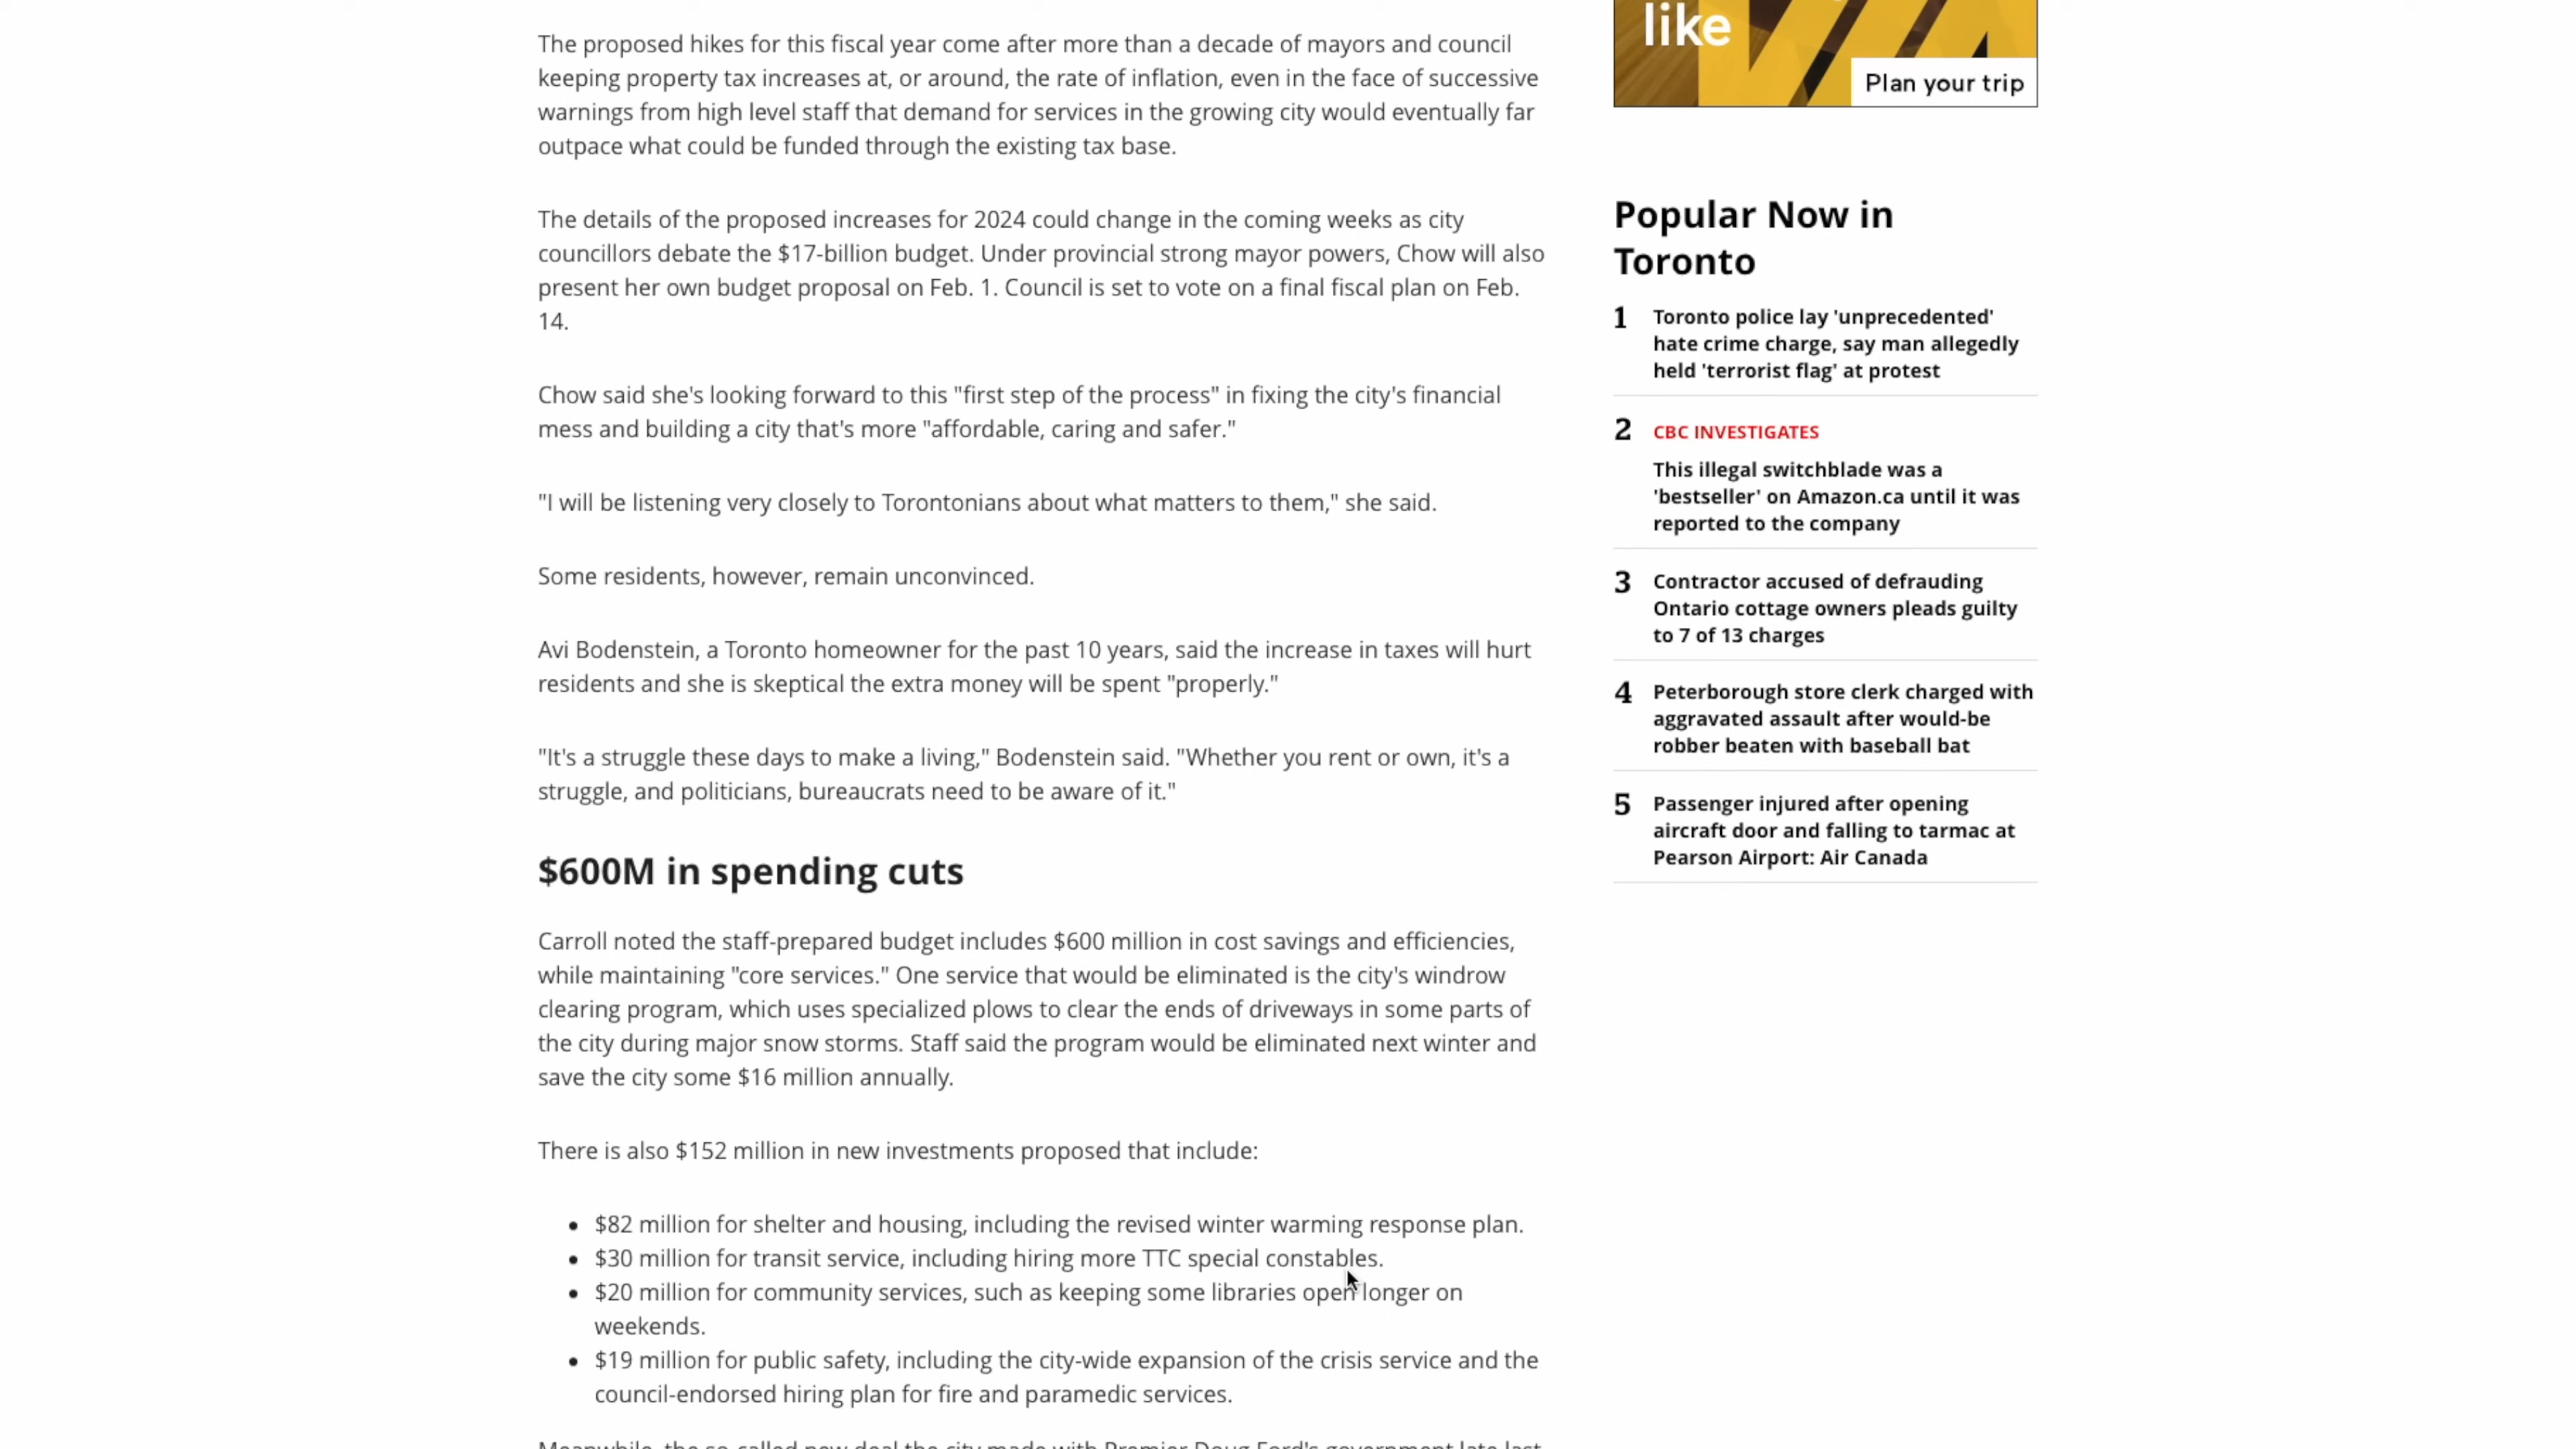 The proposed hikes for this fiscal year come after more than a decade of mayors and council
keeping property tax increases at, or around, the rate of inflation, even in the face of successive
warnings from high level staff that demand for services in the growing city would eventually far
outpace what could be funded through the existing tax base.
The details of the proposed increases for 2024 could change in the coming weeks as city
councillors debate the $17-billion budget. Under provincial strong mayor powers, Chow will also
present her own budget proposal on Feb. 1. Council is set to vote on a final fiscal plan on Feb.
14.
Chow said she's looking forward to this "first step of the process" in fixing the city's financial
mess and building a city that's more "affordable, caring and safer."
"I will be listening very closely to Torontonians about what matters to them," she said.
Some residents, however, remain unconvinced.
Avi Bodenstein, a Toronto homeowner for the past 10 years, said the increase in taxes will hurt
residents and she is skeptical the extra money will be spent "properly."
"It's a struggle these days to make a living," Bodenstein said. "Whether you rent or own, it's a
struggle, and politicians, bureaucrats need to be aware of it."
$600M in spending cuts
Carroll noted the staff-prepared budget includes $600 million in cost savings and efficiencies,
while maintaining "core services." One service that would be eliminated is the city's windrow
clearing program, which uses specialized plows to clear the ends of driveways in some parts of
the city during major snow storms. Staff said the program would be eliminated next winter and
save the city some $16 million annually.
There is also $152 million in new investments proposed that include:
• $82 million for shelter and housing, including the revised winter warming response plan.
• $30 million for transit service, including hiring more TTC special constables.
• $20 million for community services, such as keeping some libraries open longer on
weekends.
• $19 million for public safety, including the city-wide expansion of the crisis service and the
council-endorsed hiring plan for fire and paramedic services.
Meanwhile, the so-called new deal the city made with Premier Doug Ford's government late last
like
VIA
Plan your trip
Popular Now in
Toronto
1 Toronto police lay 'unprecedented'
hate crime charge, say man allegedly
held 'terrorist flag' at protest
2 CBC INVESTIGATES
This illegal switchblade was a
'bestseller' on Amazon.ca until it was
reported to the company
3 Contractor accused of defrauding
Ontario cottage owners pleads guilty
to 7 of 13 charges
4 Peterborough store clerk charged with
aggravated assault after would-be
robber beaten with baseball bat
5 Passenger injured after opening
aircraft door and falling to tarmac at
Pearson Airport: Air Canada